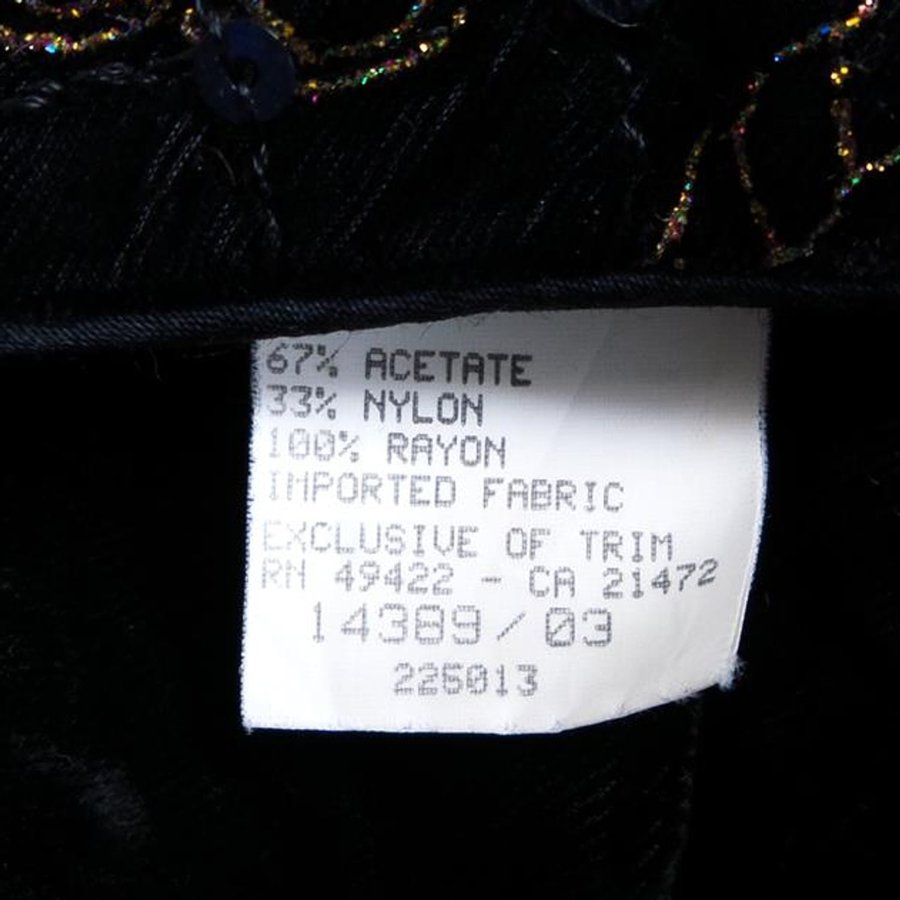 67% ACETATE
33% NYLON
100% RAYON
IMPORTED FABRIC
EXCLUSIVE OF TRIM
RN 49422 - CA 21472
14389/03
225013